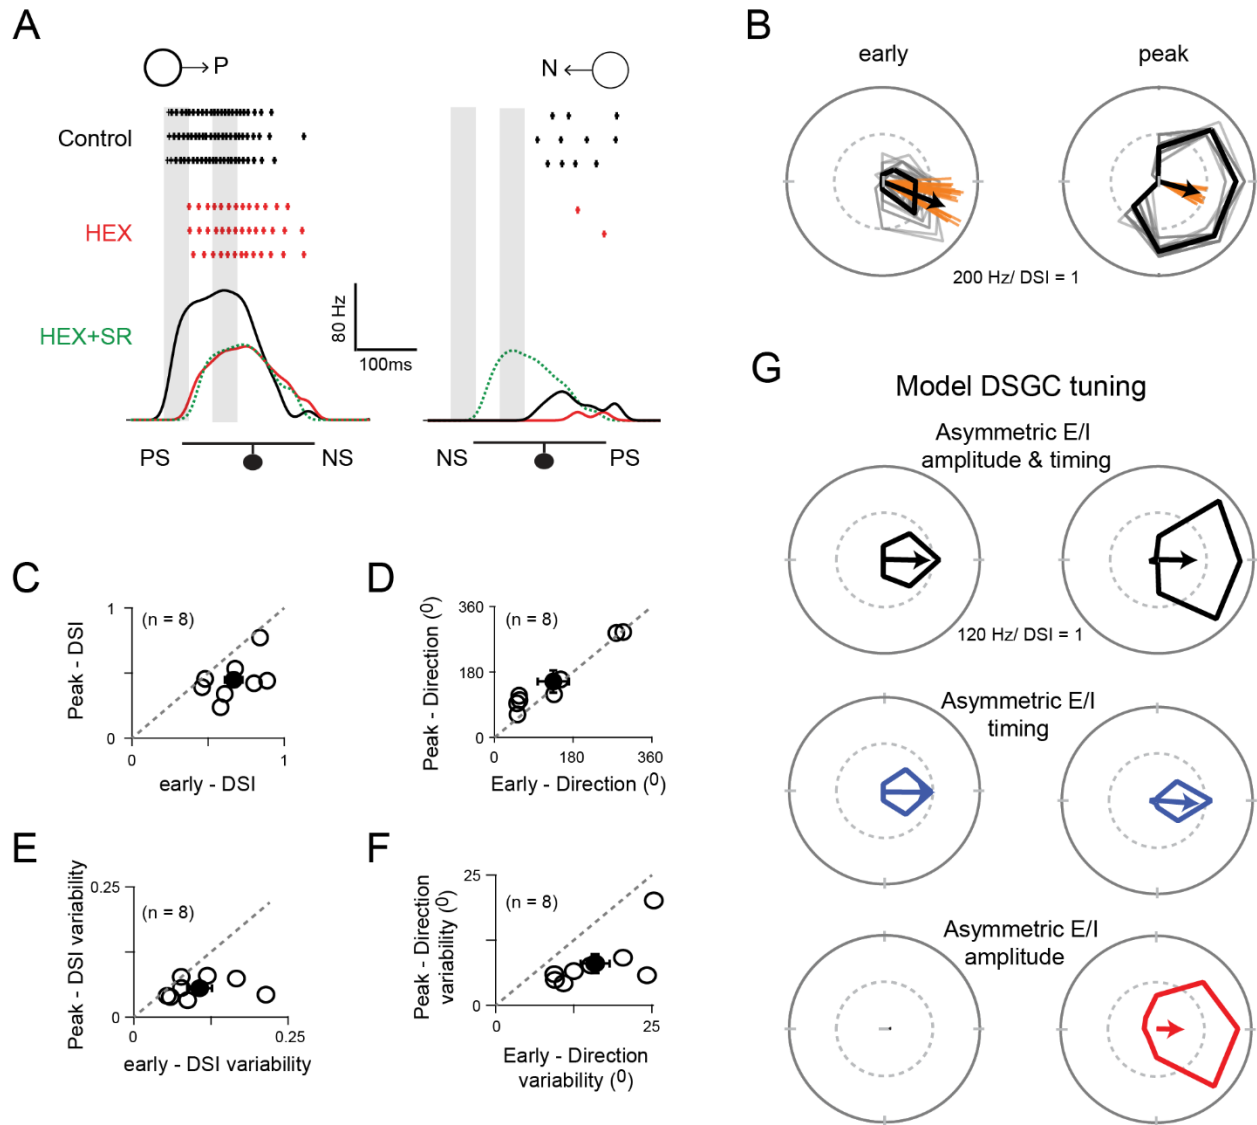 A
P
N
Control
HEX
HEX+SR
80 Hz
100ms
PS
NS
NS
PS
B
early
peak
200 Hz/ DSI = 1
C
(n = 8)
1
0
0
1
Peak - DSI
early - DSI
D
(n = 8)
360
180
0
0
180
360
Peak - Direction (⁰)
Early - Direction (⁰)
E
(n = 8)
0.25
0
0
0.25
Peak - DSI variability
early - DSI variability
F
(n = 8)
25
0
0
25
Peak - Direction
variability (⁰)
Early - Direction
variability (⁰)
G
Model DSGC tuning
Asymmetric E/I
amplitude & timing
120 Hz/ DSI = 1
Asymmetric E/I
timing
Asymmetric E/I
amplitude